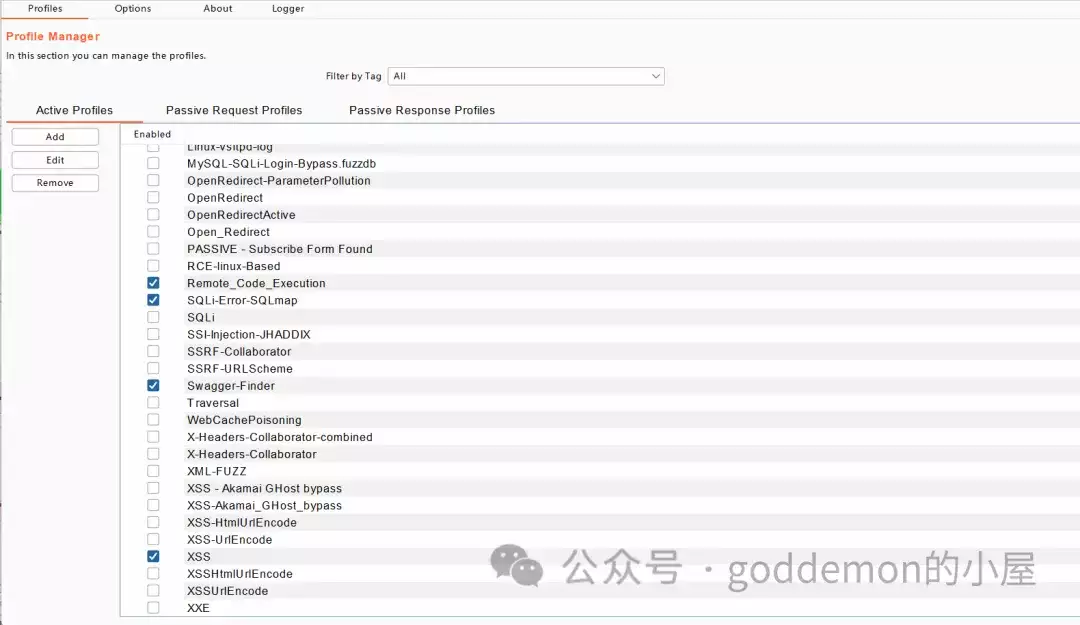 Profiles Options About Logger
Profile Manager
In this section you can manage the profiles.
Filter by Tag All
Active Profiles Passive Request Profiles Passive Response Profiles
Add
Edit
Remove
Enabled
Linux-vsftpd-log
MySQL-SQLi-Login-Bypass.fuzzdb
OpenRedirect-ParameterPollution
OpenRedirect
OpenRedirectActive
Open_Redirect
PASSIVE - Subscribe Form Found
RCE-linux-Based
Remote_Code_Execution
SQLi-Error-SQLmap
SQLi
SSI-Injection-JHADDIX
SSRF-Collaborator
SSRF-URLScheme
Swagger-Finder
Traversal
WebCachePoisoning
X-Headers-Collaborator-combined
X-Headers-Collaborator
XML-FUZZ
XSS - Akamai GHost bypass
XSS-Akamai_GHost_bypass
XSS-HtmlUrlEncode
XSS-UrlEncode
XSS
XSSHtmlUrlEncode
XSSUrlEncode
XXE
公众号 · goddemon的小屋